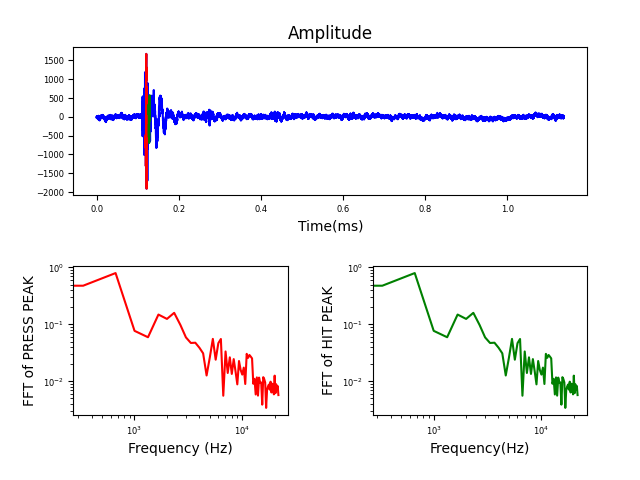 Amplitude
1500
1000
500
0
−500
−1000
−1500
−2000
0.0 0.2 0.4 0.6 0.8 1.0
Time(ms)
FFT of PRESS PEAK
10⁰
10⁻¹
10⁻²
10³ 10⁴
Frequency (Hz)
FFT of HIT PEAK
10⁰
10⁻¹
10⁻²
10³ 10⁴
Frequency(Hz)